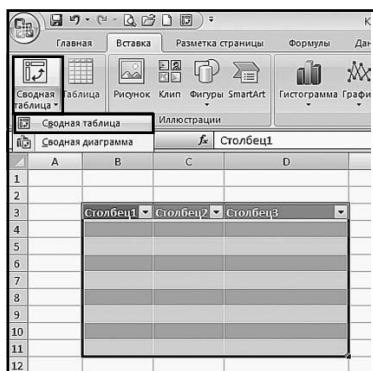 К
Главная Вставка Разметка страницы Формулы Дан
Сводная таблица Таблица Рисунок Клип Фигуры SmartArt Гистограмма Графи
Сводная таблица Иллюстрации
Сводная диаграмма fx Столбец1
A B C D
1
2
3 Столбец1 Столбец2 Столбец3
4
5
6
7
8
9
10
11
12